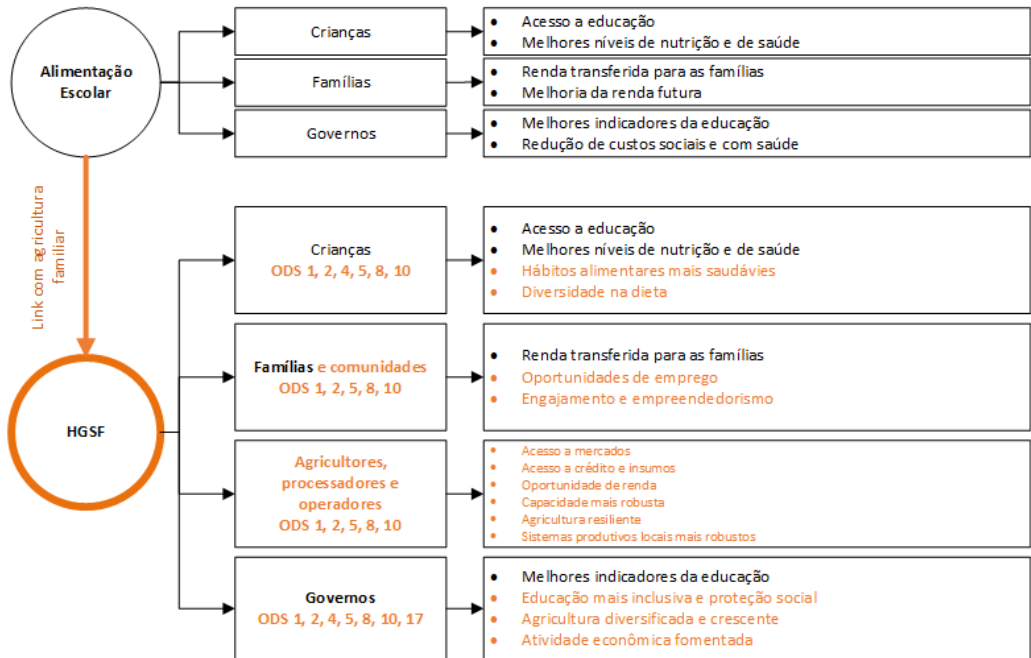 Alimentação
Escolar
Crianças
• Acesso a educação
• Melhores níveis de nutrição e de saúde
Famílias
• Renda transferida para as famílias
• Melhoria da renda futura
Governos
• Melhores indicadores da educação
• Redução de custos sociais e com saúde
Link com agricultura
familiar
HGSF
Crianças
ODS 1, 2, 4, 5, 8, 10
• Acesso a educação
• Melhores níveis de nutrição e de saúde
• Hábitos alimentares mais saudávies
• Diversidade na dieta
Famílias e comunidades
ODS 1, 2, 5, 8, 10
• Renda transferida para as famílias
• Oportunidades de emprego
• Engajamento e empreendedorismo
Agricultores,
processadores e
operadores
ODS 1, 2, 5, 8, 10
• Acesso a mercados
• Acesso a crédito e insumos
• Oportunidade de renda
• Capacidade mais robusta
• Agricultura resiliente
• Sistemas produtivos locais mais robustos
Governos
ODS 1, 2, 4, 5, 8, 10, 17
• Melhores indicadores da educação
• Educação mais inclusiva e proteção social
• Agricultura diversificada e crescente
• Atividade econômica fomentada